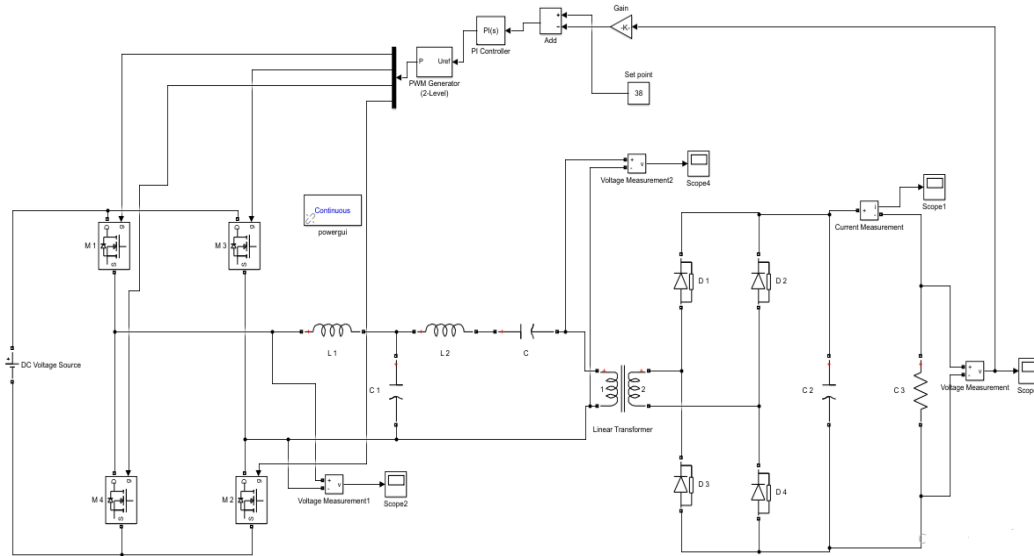 Gain
-K-
PI(s)
PI Controller
Add
P
Uref
PWM Generator
(2-Level)
Set point
38
Voltage Measurement2
Scope4
Continuous
powergui
i
Scope1
Current Measurement
M 1
M 3
D 1
D 2
DC Voltage Source
L 1
L 2
C
C 1
1
2
Linear Transformer
C 2
C 3
v
Voltage Measurement
Scope
M 4
M 2
v
Voltage Measurement1
Scope2
D 3
D 4